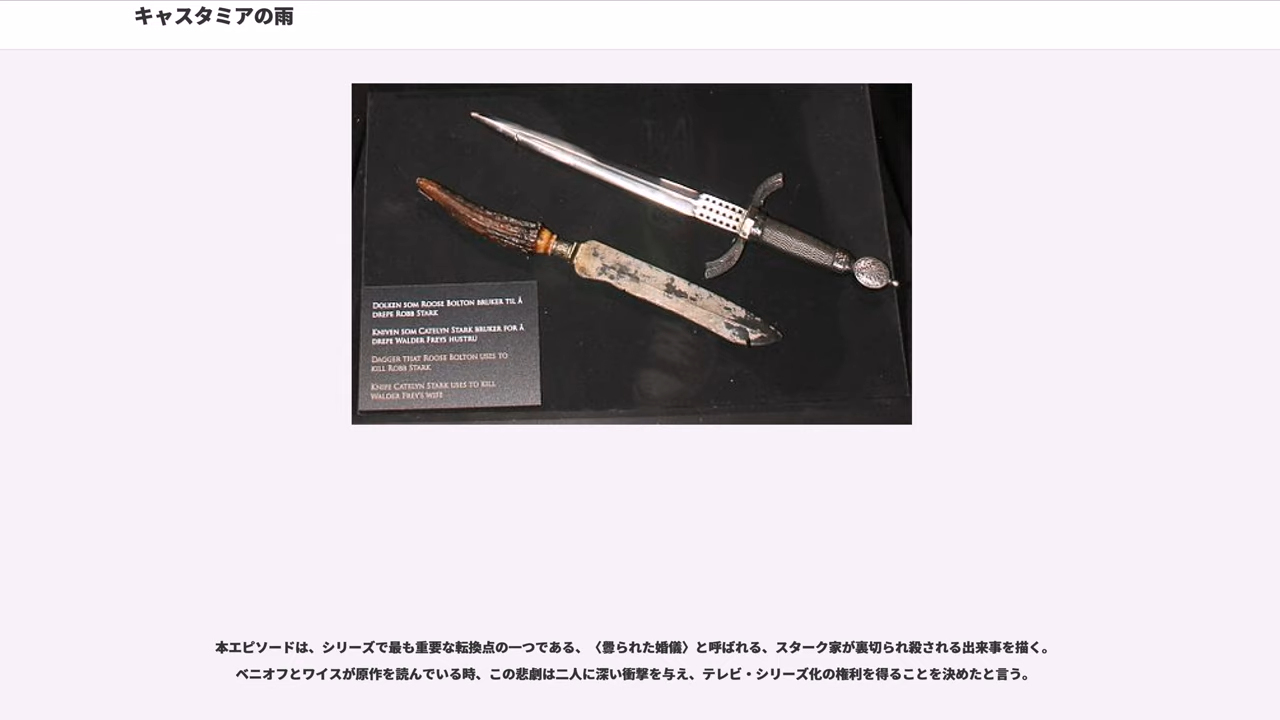 キャスタミアの雨
DOLKEN SOM ROOSE BOLTON BRUKER TIL Å
DREPE ROBB STARK
KNIVEN SOM CATELYN STARK BRUKER FOR Å
DREPE WALDER FREYS HUSTRU
DAGGER THAT ROOSE BOLTON USES TO
KILL ROBB STARK
KNIFE CATELYN STARK USES TO KILL
WALDER FREY'S WIFE
本エピソードは、シリーズで最も重要な転換点の一つである、〈釁られた婚儀〉と呼ばれる、スターク家が裏切られ殺される出来事を描く。
ベニオフとワイスが原作を読んでいる時、この悲劇は二人に深い衝撃を与え、テレビ・シリーズ化の権利を得ることを決めたと言う。